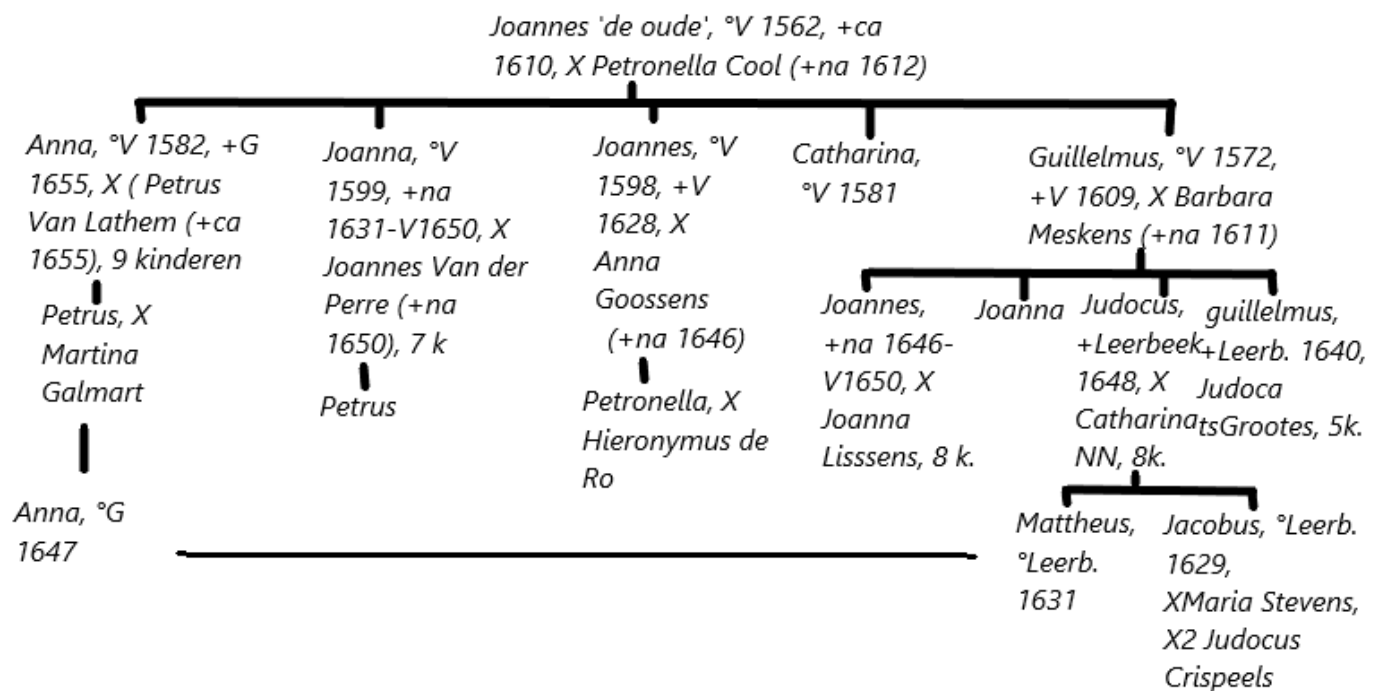 Joannes 'de oude', °V 1562, +ca
1610, X Petronella Cool (+na 1612)
Anna, °V 1582, +G
1655, X ( Petrus
Van Lathem (+ca
1655), 9 kinderen
Joanna, °V
1599, +na
1631-V1650, X
Joannes Van der
Perre (+na
1650), 7 k
Joannes, °V
1598, +V
1628, X
Anna
Goossens
(+na 1646)
Catharina,
°V 1581
Guillelmus, °V 1572,
+V 1609, X Barbara
Meskens (+na 1611)
Petrus, X
Martina
Galmart
Petrus
Petronella, X
Hieronymus de
Ro
Joannes,
+na 1646-
V1650, X
Joanna
Lisssens, 8 k.
Joanna
Judocus,
+Leerbeek
1648, X
Catharina
NN, 8k.
guillelmus,
+Leerb. 1640,
Judoca
tsGrootes, 5k.
Anna, °G
1647
Mattheus,
°Leerb.
1631
Jacobus, °Leerb.
1629,
XMaria Stevens,
X2 Judocus
Crispeels